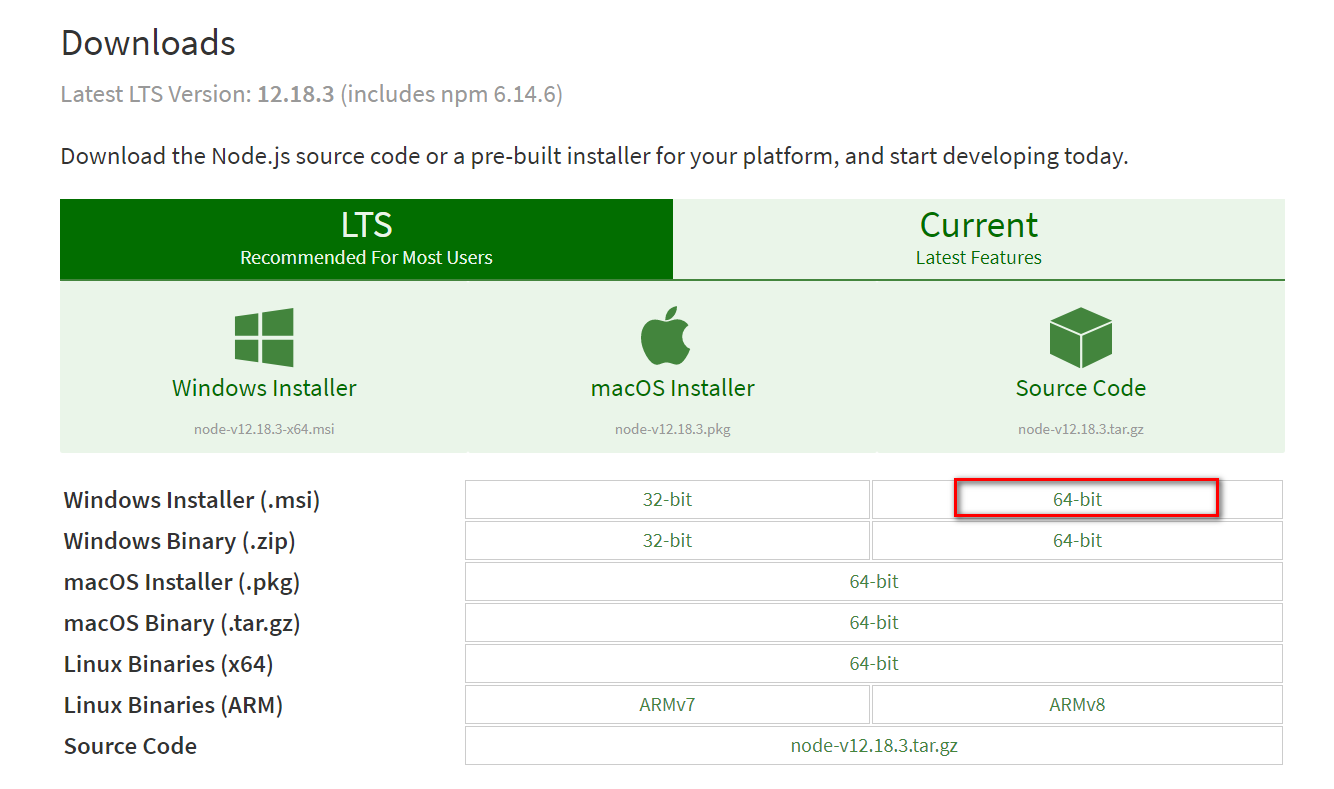 Downloads
Latest LTS Version: 12.18.3 (includes npm 6.14.6)
Download the Node.js source code or a pre-built installer for your platform, and start developing today.
LTS
Recommended For Most Users
Current
Latest Features
Windows Installer
node-v12.18.3-x64.msi
macOS Installer
node-v12.18.3.pkg
Source Code
node-v12.18.3.tar.gz
Windows Installer (.msi) 32-bit 64-bit
Windows Binary (.zip) 32-bit 64-bit
macOS Installer (.pkg) 64-bit
macOS Binary (.tar.gz) 64-bit
Linux Binaries (x64) 64-bit
Linux Binaries (ARM) ARMv7 ARMv8
Source Code node-v12.18.3.tar.gz